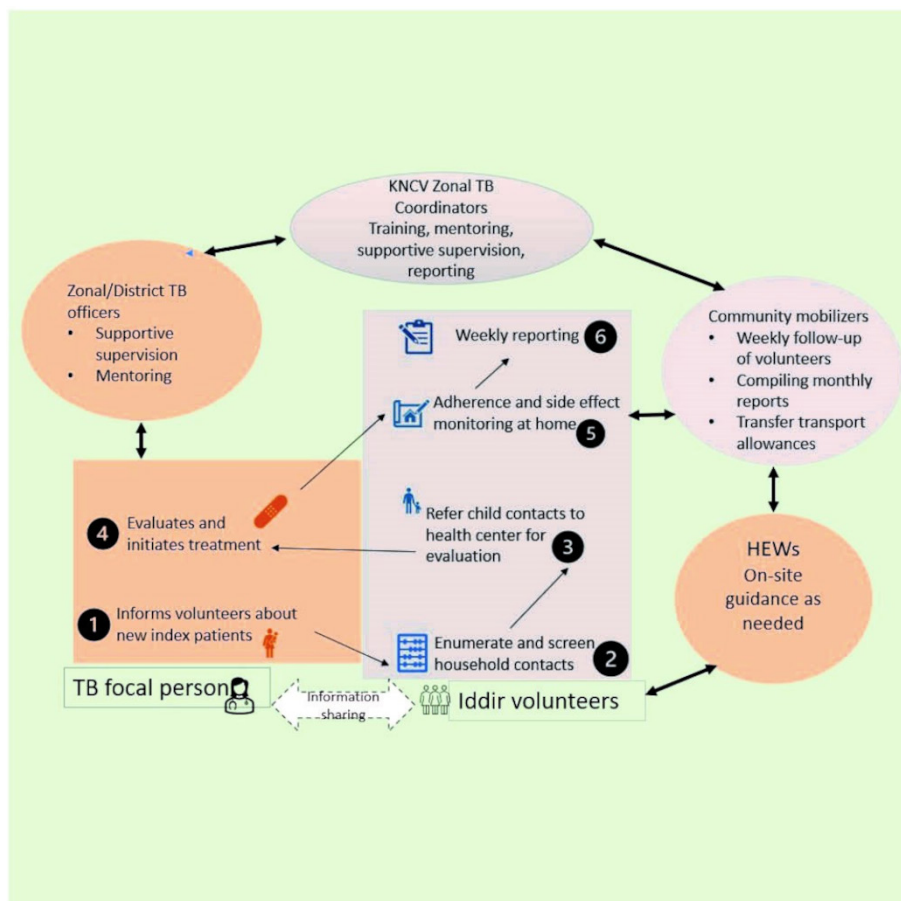 KNCV Zonal TB
Coordinators
Training, mentoring,
supportive supervision,
reporting
Zonal/District TB
officers
• Supportive
supervision
• Mentoring
Community mobilizers
• Weekly follow-up
of volunteers
• Compiling monthly
reports
• Transfer transport
allowances
Weekly reporting 6
Adherence and side effect
monitoring at home 5
4 Evaluates and
initiates treatment
Refer child contacts to
health center for
evaluation 3
HEWs
On-site
guidance as
needed
1 Informs volunteers about
new index patients
Enumerate and screen
household contacts 2
TB focal person
Information
sharing
Iddir volunteers